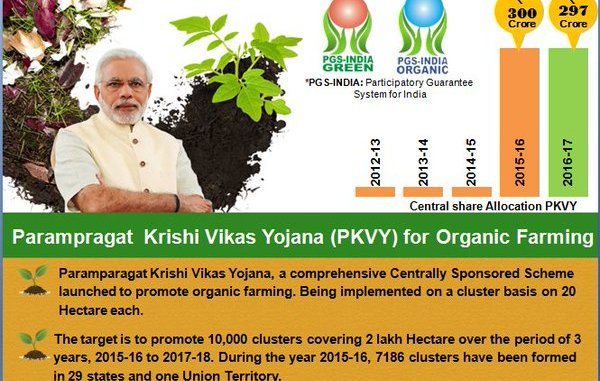 300
Crore
297
Crore
PGS-INDIA
GREEN
PGS-INDIA
ORGANIC
*PGS-INDIA: Participatory Guarantee
System for India
2012-13
2013-14
2014-15
2015-16
2016-17
Central share Allocation PKVY
Parampragat Krishi Vikas Yojana (PKVY) for Organic Farming
Paramparagat Krishi Vikas Yojana, a comprehensive Centrally Sponsored Scheme
launched to promote organic farming. Being implemented on a cluster basis on 20
Hectare each.
The target is to promote 10,000 clusters covering 2 lakh Hectare over the period of 3
years, 2015-16 to 2017-18. During the year 2015-16, 7186 clusters have been formed
in 29 states and one Union Territory.